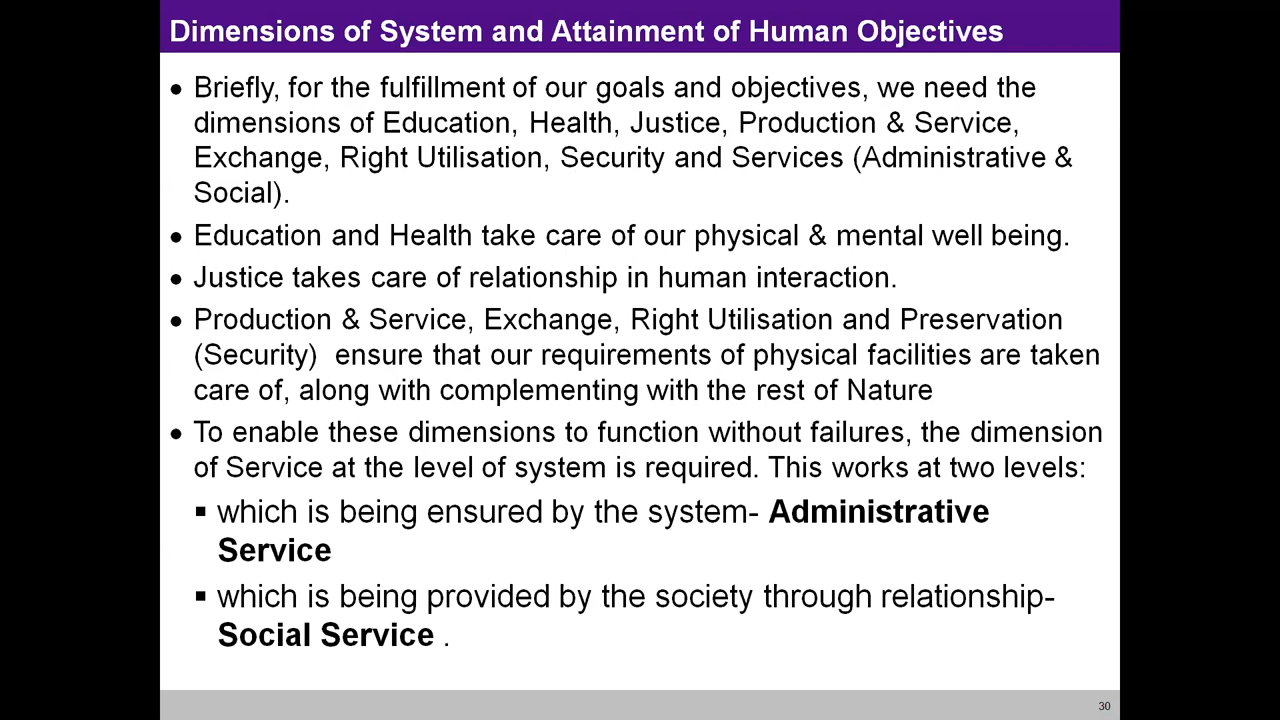 Dimensions of System and Attainment of Human Objectives
• Briefly, for the fulfillment of our goals and objectives, we need the
dimensions of Education, Health, Justice, Production & Service,
Exchange, Right Utilisation, Security and Services (Administrative &
Social).
• Education and Health take care of our physical & mental well being.
• Justice takes care of relationship in human interaction.
• Production & Service, Exchange, Right Utilisation and Preservation
(Security)  ensure that our requirements of physical facilities are taken
care of, along with complementing with the rest of Nature
• To enable these dimensions to function without failures, the dimension
of Service at the level of system is required. This works at two levels:
▪ which is being ensured by the system- Administrative
Service
▪ which is being provided by the society through relationship-
Social Service .
30